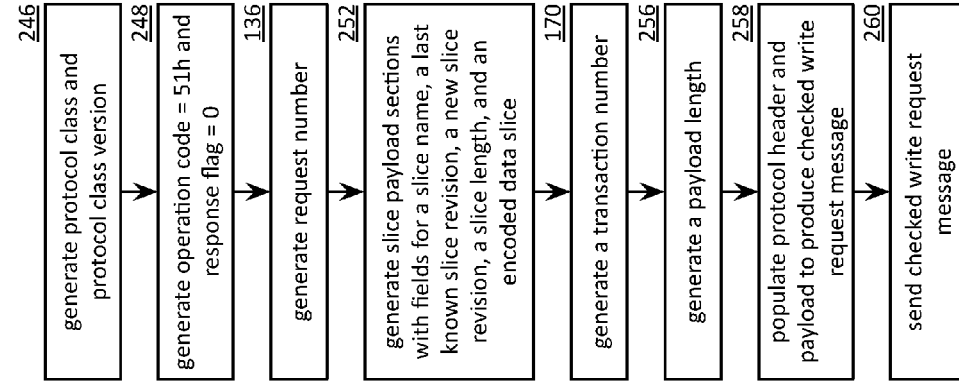 246
generate protocol class and
protocol class version
248
generate operation code = 51h and
response flag = 0
136
generate request number
252
generate slice payload sections
with fields for a slice name, a last
known slice revision, a new slice
revision, a slice length, and an
encoded data slice
170
generate a transaction number
256
generate a payload length
258
populate protocol header and
payload to produce checked write
request message
260
send checked write request
message